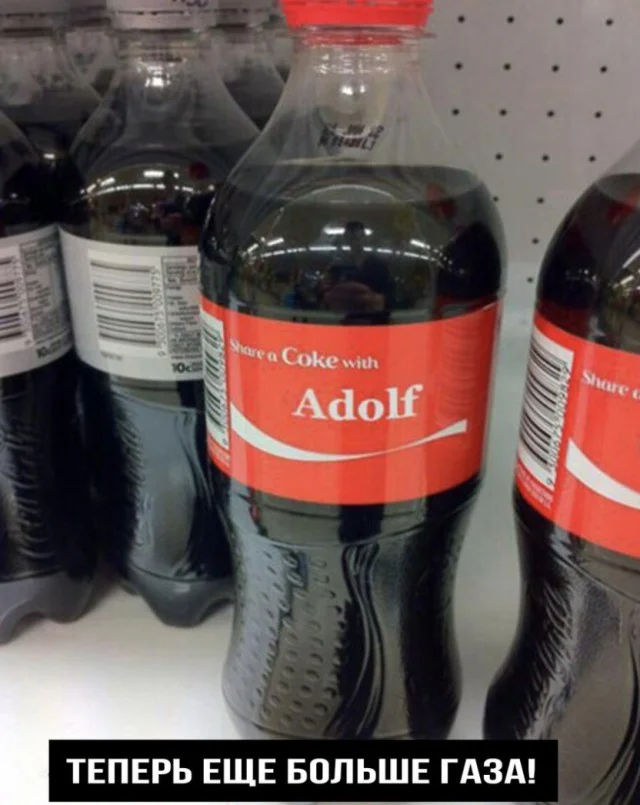 Share a Coke with
Adolf
Share a
ТЕПЕРЬ ЕЩЕ БОЛЬШЕ ГАЗА!